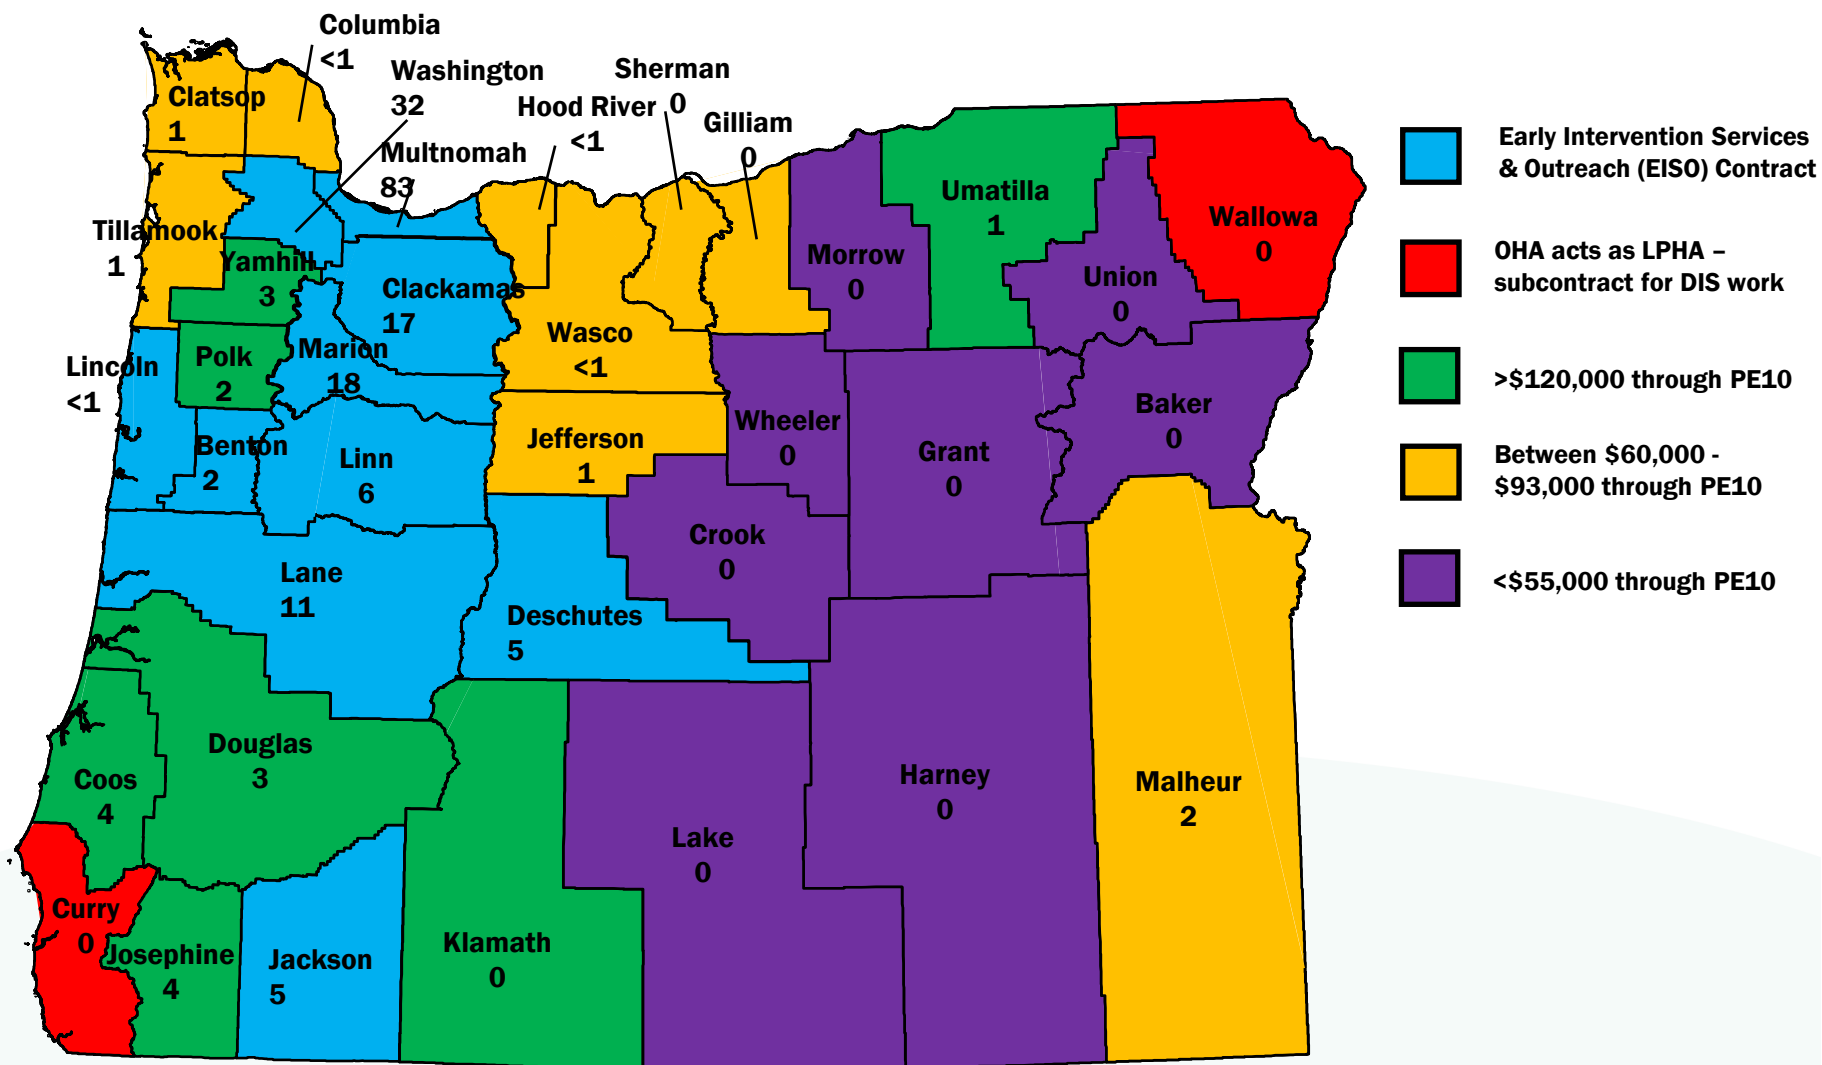 Columbia
<1
Washington
32
Sherman
0
Hood River
<1
Gilliam
0
Clatsop
1
Multnomah
83
Umatilla
1
Wallowa
0
Tillamook
1
Yamhill
3
Clackamas
17
Morrow
0
Union
0
Wasco
<1
Lincoln
<1
Polk
2
Marion
18
Wheeler
0
Baker
0
Jefferson
1
Grant
0
Benton
2
Linn
6
Crook
0
Lane
11
Deschutes
5
Douglas
3
Coos
4
Harney
0
Malheur
2
Lake
0
Curry
0
Josephine
4
Jackson
5
Klamath
0
Early Intervention Services
& Outreach (EISO) Contract
OHA acts as LPHA –
subcontract for DIS work
>$120,000 through PE10
Between $60,000 -
$93,000 through PE10
<$55,000 through PE10